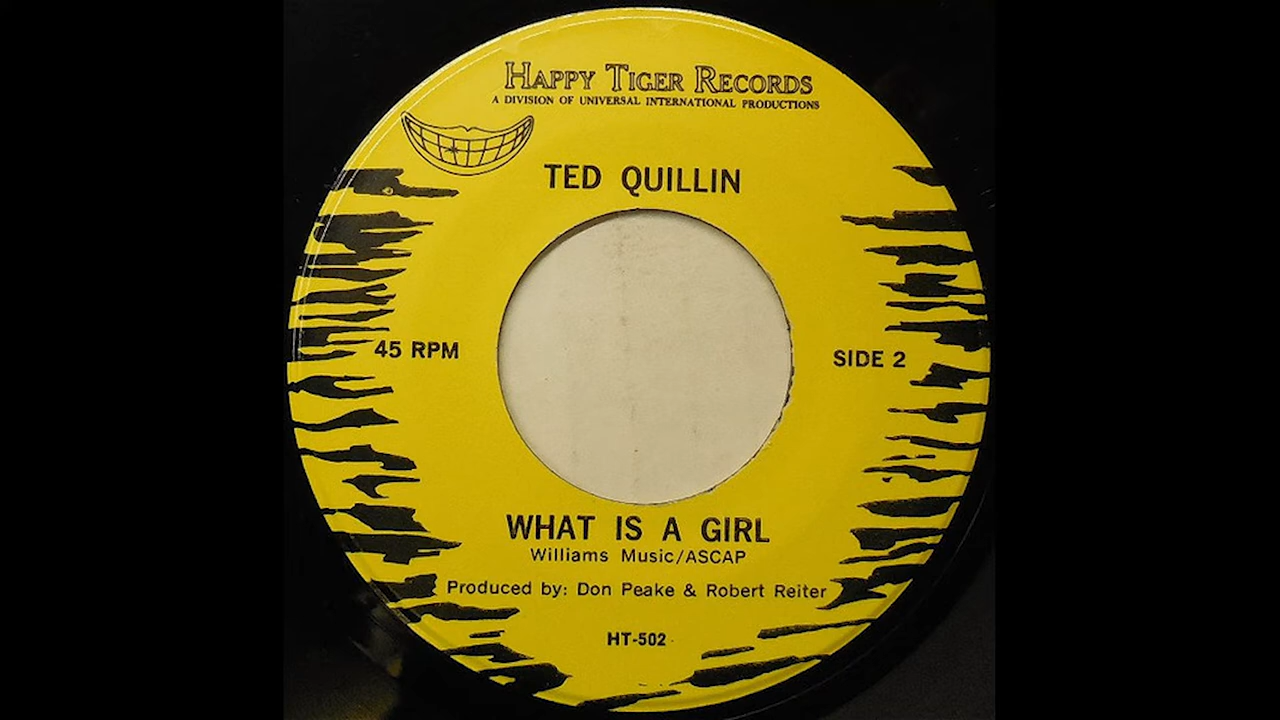 HAPPY TIGER RECORDS
A DIVISION OF UNIVERSAL INTERNATIONAL PRODUCTIONS
TED QUILLIN
45 RPM
SIDE 2
WHAT IS A GIRL
Williams Music/ASCAP
Produced by: Don Peake & Robert Reiter
HT-502